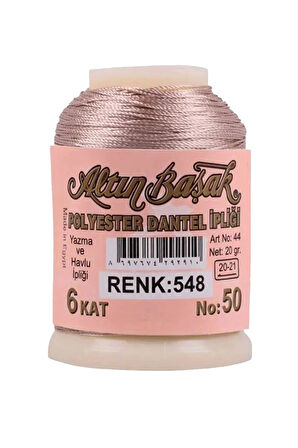 Altın Başak
POLYESTER DANTEL İPLİĞİ
Made in Egypt
Yazma
ve
Havlu
İpliği
Art No: 44
Net: 20 gr.
20-21
RENK:548
6 KAT
No: 50